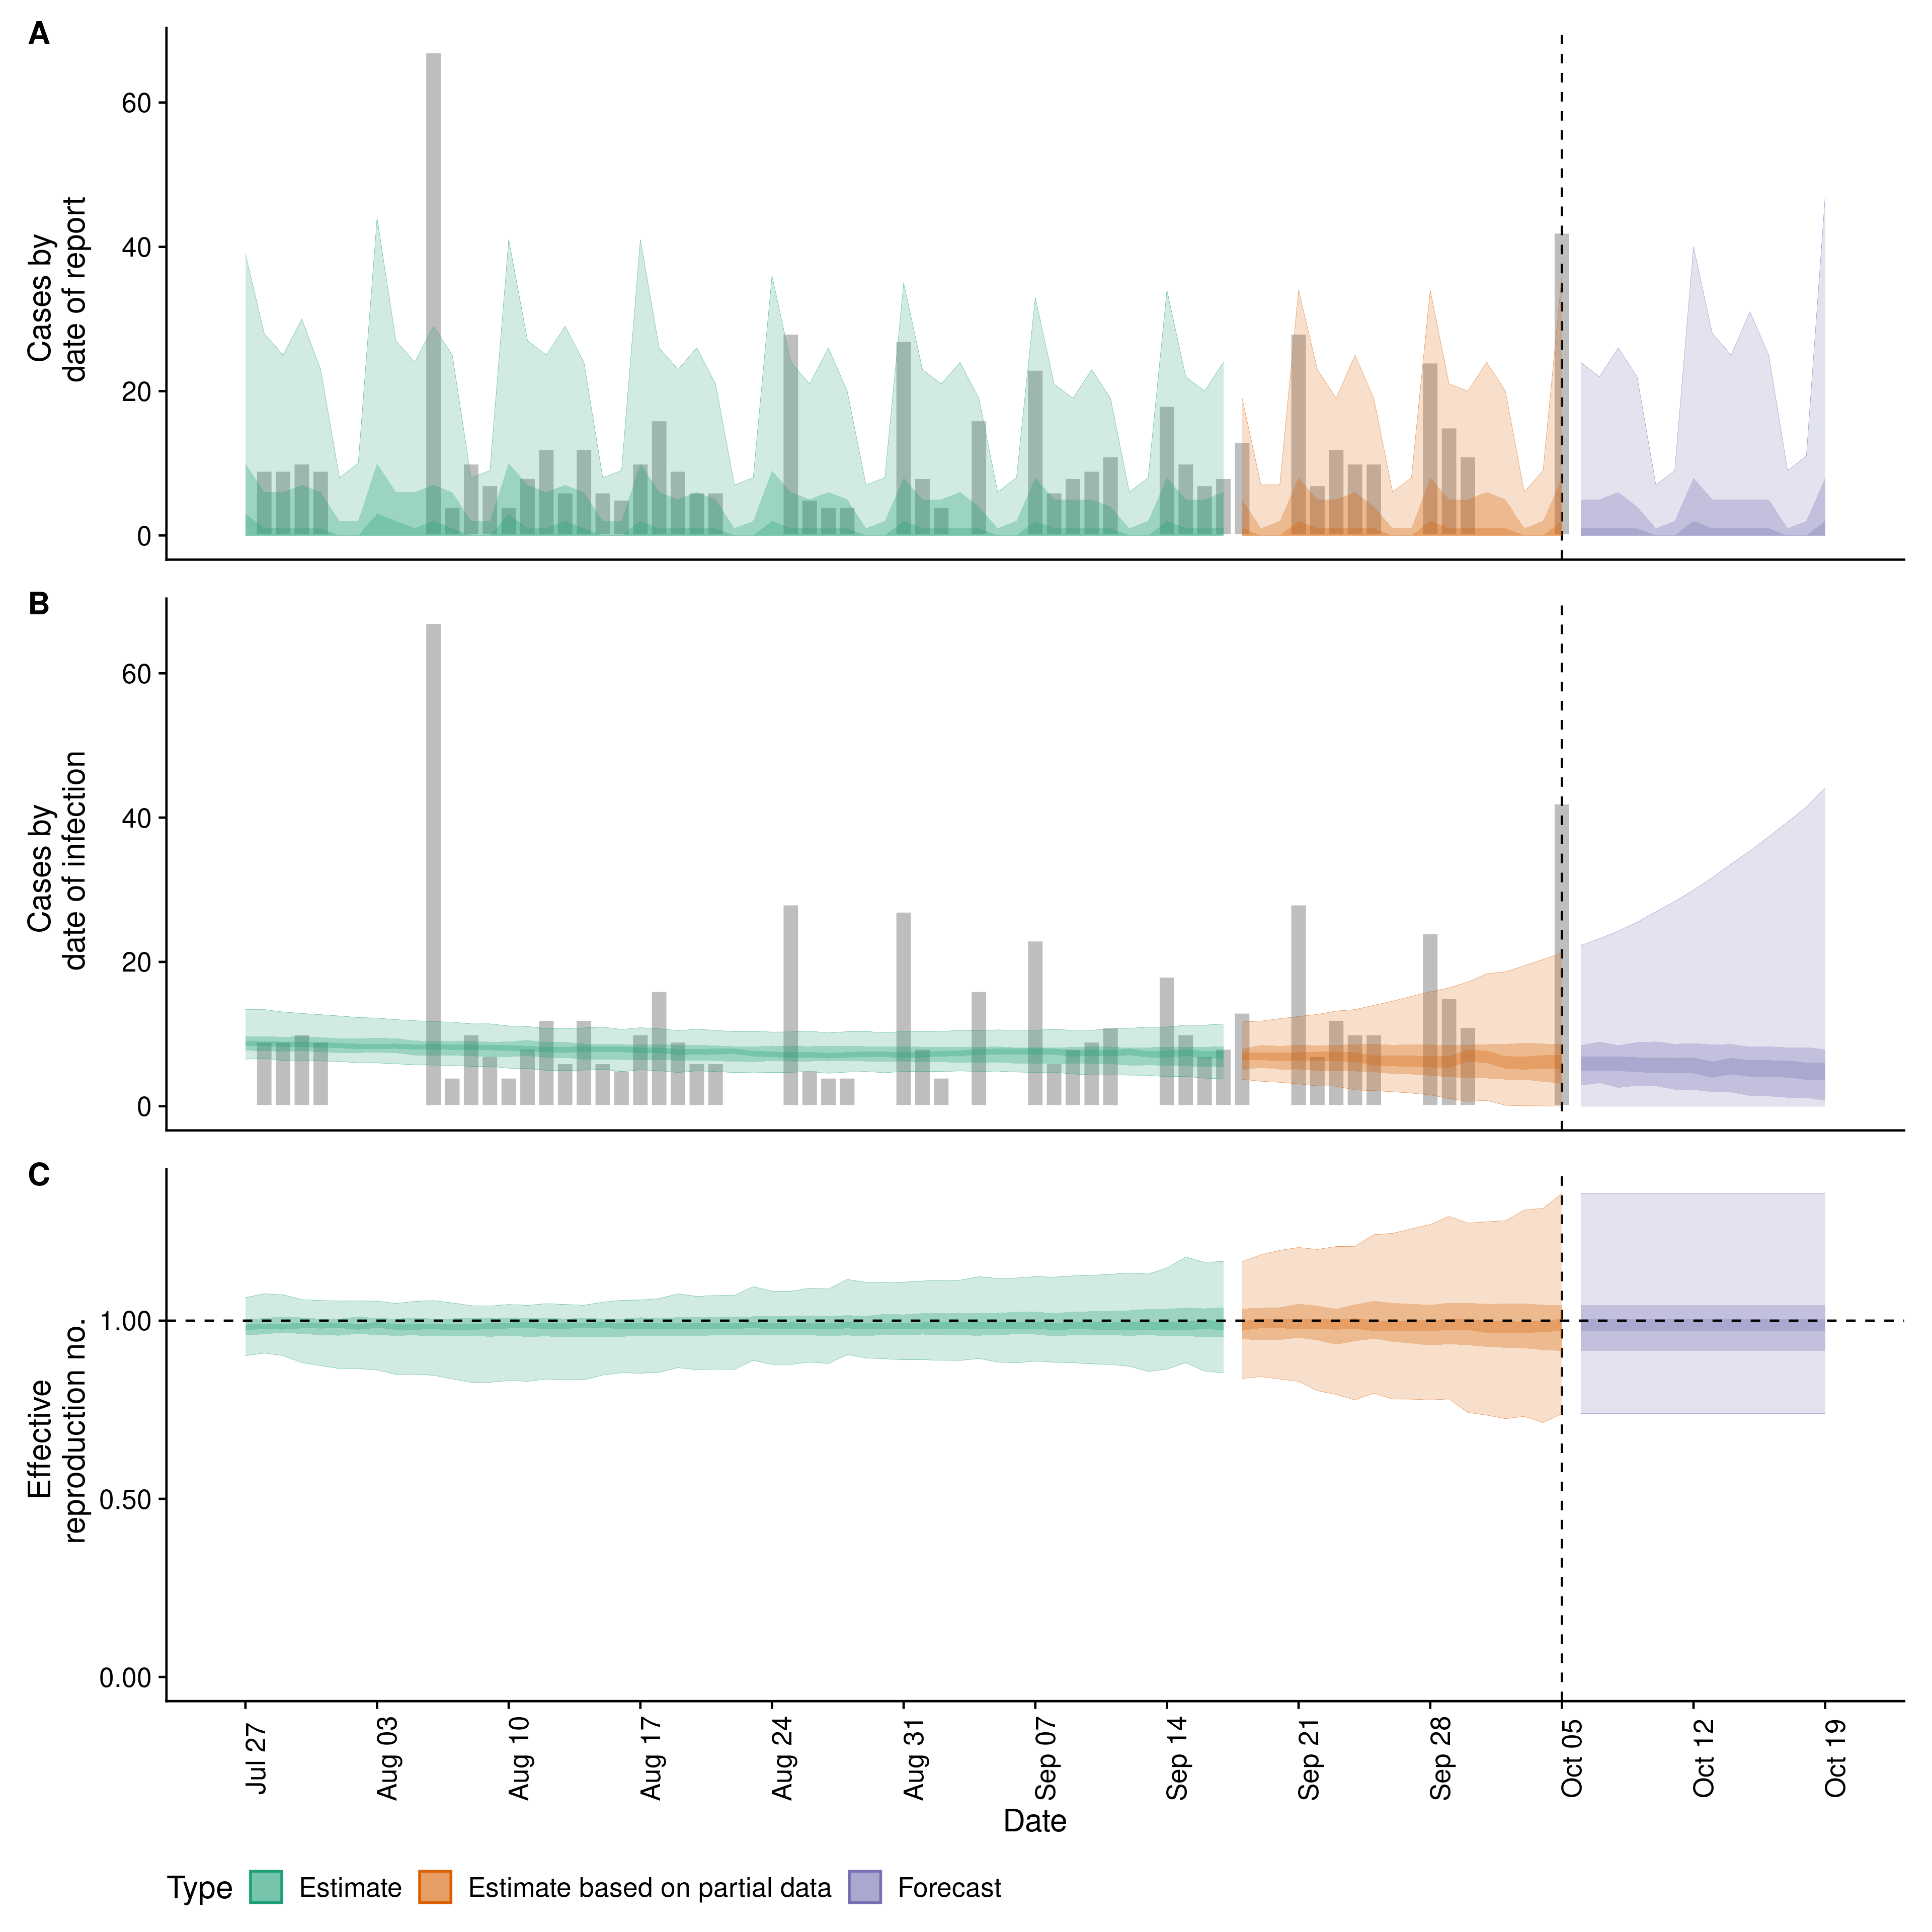 A
Cases by
date of report
60
40
20
0
B
Cases by
date of infection
60
40
20
0
C
Effective
reproduction no.
1.00
0.50
0.00
Jul 27
Aug 03
Aug 10
Aug 17
Aug 24
Aug 31
Sep 07
Sep 14
Sep 21
Sep 28
Oct 05
Oct 12
Oct 19
Date
Type Estimate Estimate based on partial data Forecast